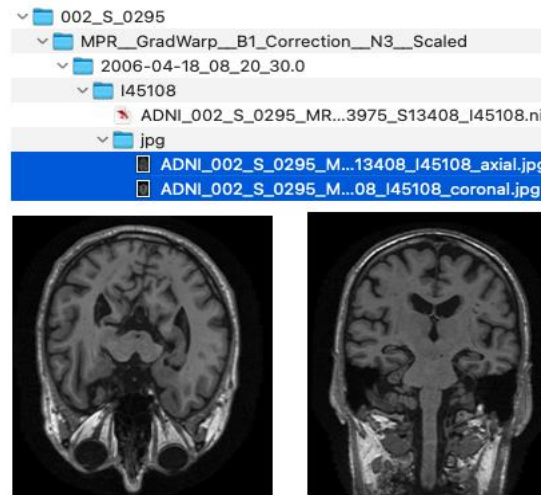 002_S_0295
MPR__GradWarp__B1_Correction__N3__Scaled
2006-04-18_08_20_30.0
I45108
ADNI_002_S_0295_MR...3975_S13408_I45108.ni
jpg
ADNI_002_S_0295_M...13408_I45108_axial.jpg
ADNI_002_S_0295_M...08_I45108_coronal.jpg